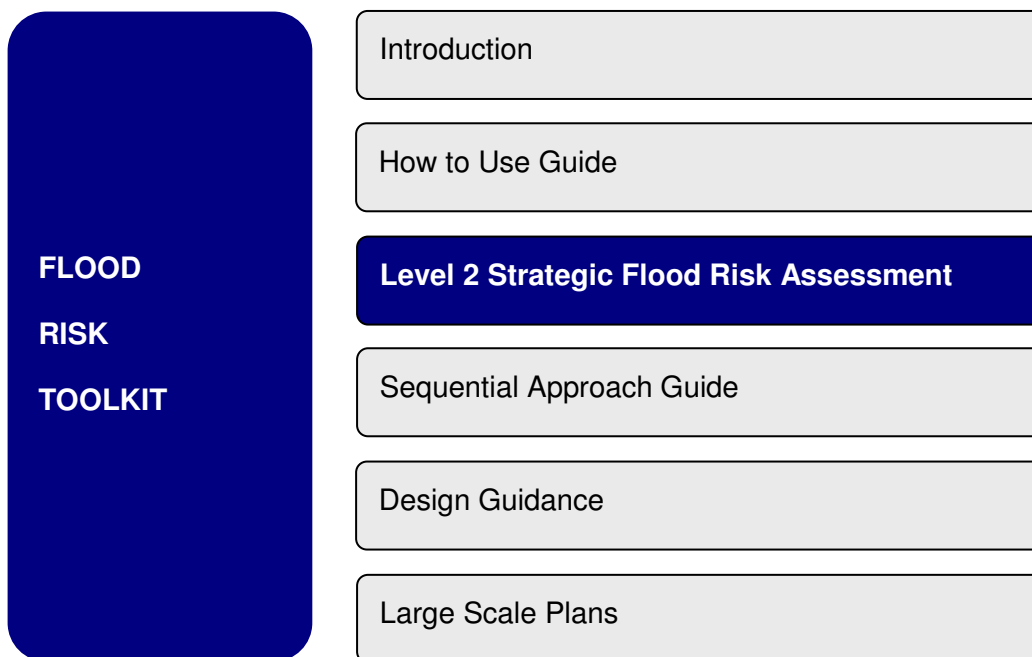 FLOOD
RISK
TOOLKIT
Introduction
How to Use Guide
Level 2 Strategic Flood Risk Assessment
Sequential Approach Guide
Design Guidance
Large Scale Plans